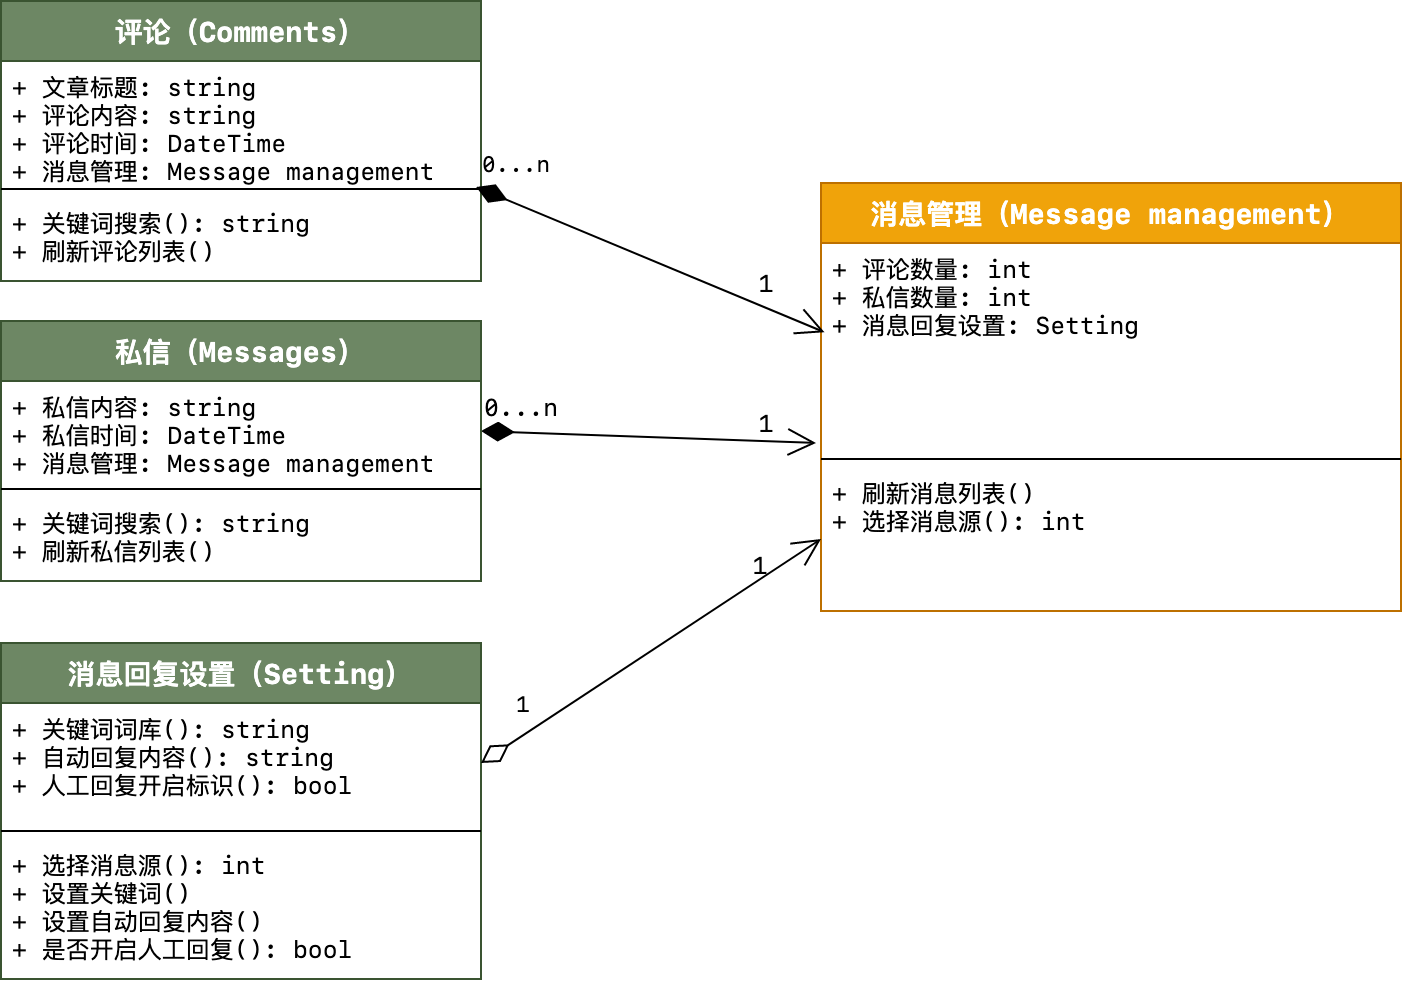 评论（Comments）
+ 文章标题: string
+ 评论内容: string
+ 评论时间: DateTime
+ 消息管理: Message management
+ 关键词搜索(): string
+ 刷新评论列表()
0...n
1
消息管理（Message management）
+ 评论数量: int
+ 私信数量: int
+ 消息回复设置: Setting
+ 刷新消息列表()
+ 选择消息源(): int
私信（Messages）
+ 私信内容: string
+ 私信时间: DateTime
+ 消息管理: Message management
+ 关键词搜索(): string
+ 刷新私信列表()
0...n
1
1
1
消息回复设置（Setting）
+ 关键词词库(): string
+ 自动回复内容(): string
+ 人工回复开启标识(): bool
+ 选择消息源(): int
+ 设置关键词()
+ 设置自动回复内容()
+ 是否开启人工回复(): bool